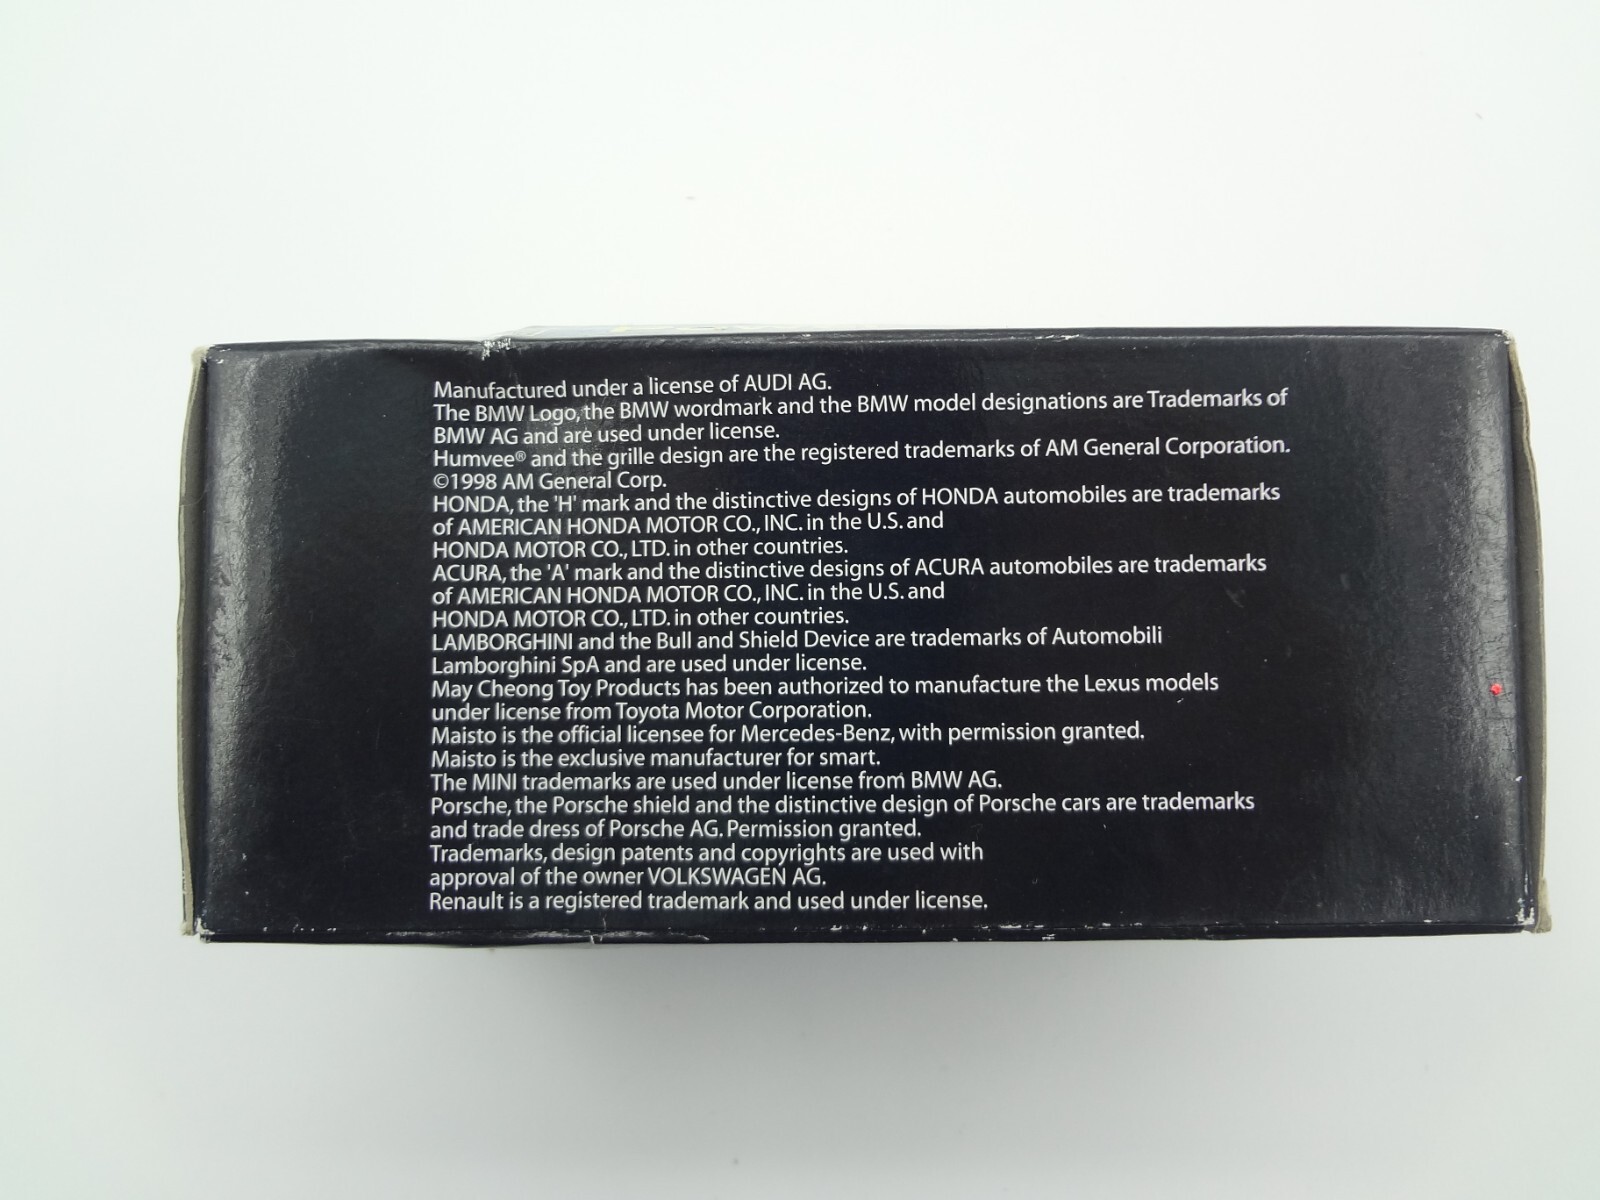 Manufactured under a license of AUDI AG.
The BMW Logo, the BMW wordmark and the BMW model designations are Trademarks of
BMW AG and are used under license.
Humvee® and the grille design are the registered trademarks of AM General Corporation.
©1998 AM General Corp.
HONDA, the 'H' mark and the distinctive designs of HONDA automobiles are trademarks
of AMERICAN HONDA MOTOR CO., INC. in the U.S. and
HONDA MOTOR CO., LTD. in other countries.
ACURA, the 'A' mark and the distinctive designs of ACURA automobiles are trademarks
of AMERICAN HONDA MOTOR CO., INC. in the U.S. and
HONDA MOTOR CO., LTD. in other countries.
LAMBORGHINI and the Bull and Shield Device are trademarks of Automobili
Lamborghini SpA and are used under license.
May Cheong Toy Products has been authorized to manufacture the Lexus models
under license from Toyota Motor Corporation.
Maisto is the official licensee for Mercedes-Benz, with permission granted.
Maisto is the exclusive manufacturer for smart.
The MINI trademarks are used under license from BMW AG.
Porsche, the Porsche shield and the distinctive design of Porsche cars are trademarks
and trade dress of Porsche AG. Permission granted.
Trademarks, design patents and copyrights are used with
approval of the owner VOLKSWAGEN AG.
Renault is a registered trademark and used under license.